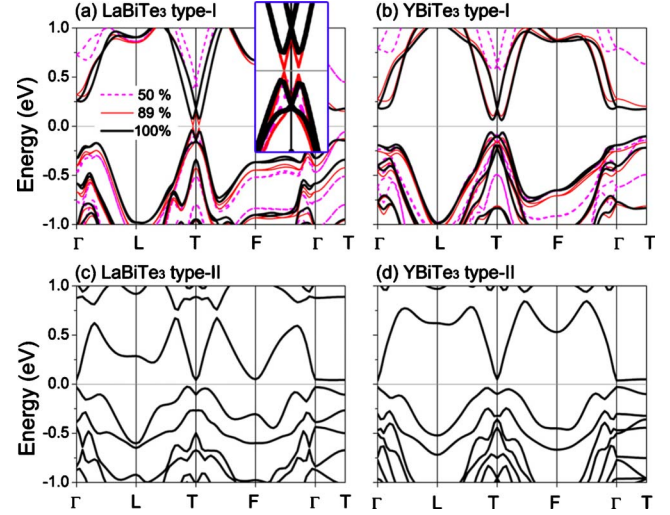 (a) LaBiTe₃ type-I
(b) YBiTe₃ type-I
Energy (eV)
1.0
0.5
0.0
-0.5
-1.0
50 %
89 %
100%
Γ L T F Γ T
Γ L T F Γ T
(c) LaBiTe₃ type-II
(d) YBiTe₃ type-II
Energy (eV)
1.0
0.5
0.0
-0.5
-1.0
Γ L T F Γ T
Γ L T F Γ T